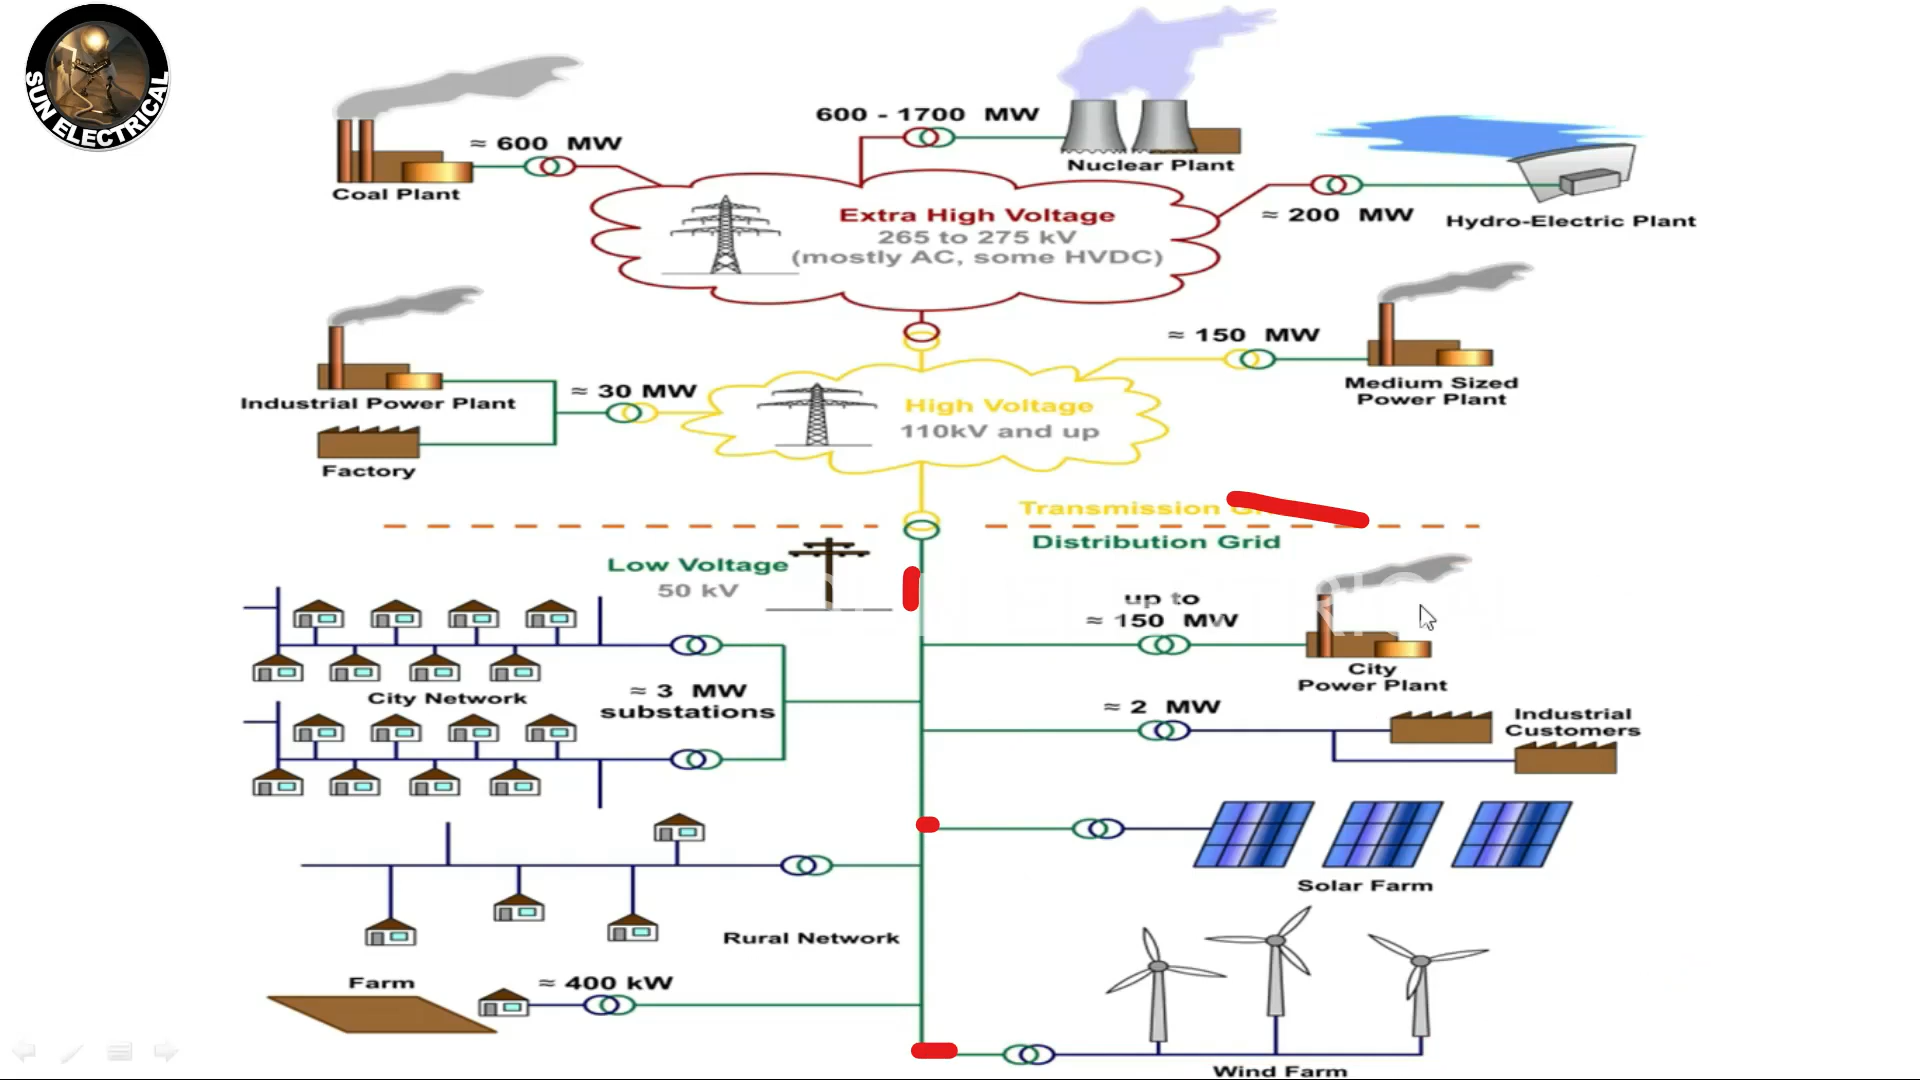 SUN ELECTRICAL
≈ 600 MW
Coal Plant
600 - 1700 MW
Nuclear Plant
≈ 200 MW
Hydro-Electric Plant
Extra High Voltage
265 to 275 kV
(mostly AC, some HVDC)
Industrial Power Plant
Factory
≈ 30 MW
High Voltage
110kV and up
≈ 150 MW
Medium Sized
Power Plant
Transmission
Distribution Grid
Low Voltage
50 kV
up to
≈ 150 MW
City
Power Plant
City Network
≈ 3 MW
substations
≈ 2 MW
Industrial
Customers
Solar Farm
Rural Network
Farm
≈ 400 kW
Wind Farm